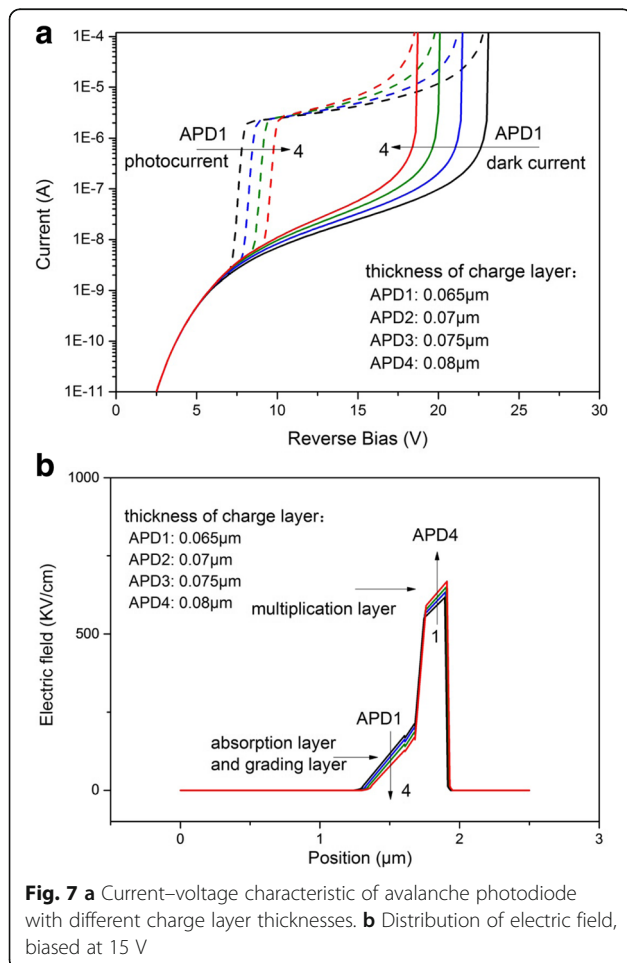 a
1E-4
1E-5
1E-6
1E-7
1E-8
1E-9
1E-10
1E-11
Current (A)
APD1
photocurrent
4
4
APD1
dark current
thickness of charge layer:
APD1: 0.065μm
APD2: 0.07μm
APD3: 0.075μm
APD4: 0.08μm
0 5 10 15 20 25 30
Reverse Bias (V)
b
1000
500
0
Electric field (KV/cm)
thickness of charge layer:
APD1: 0.065μm
APD2: 0.07μm
APD3: 0.075μm
APD4: 0.08μm
APD4
multiplication layer
1
APD1
absorption layer
and grading layer
4
0 1 2 3
Position (μm)
Fig. 7 a Current–voltage characteristic of avalanche photodiode
with different charge layer thicknesses. b Distribution of electric field,
biased at 15 V